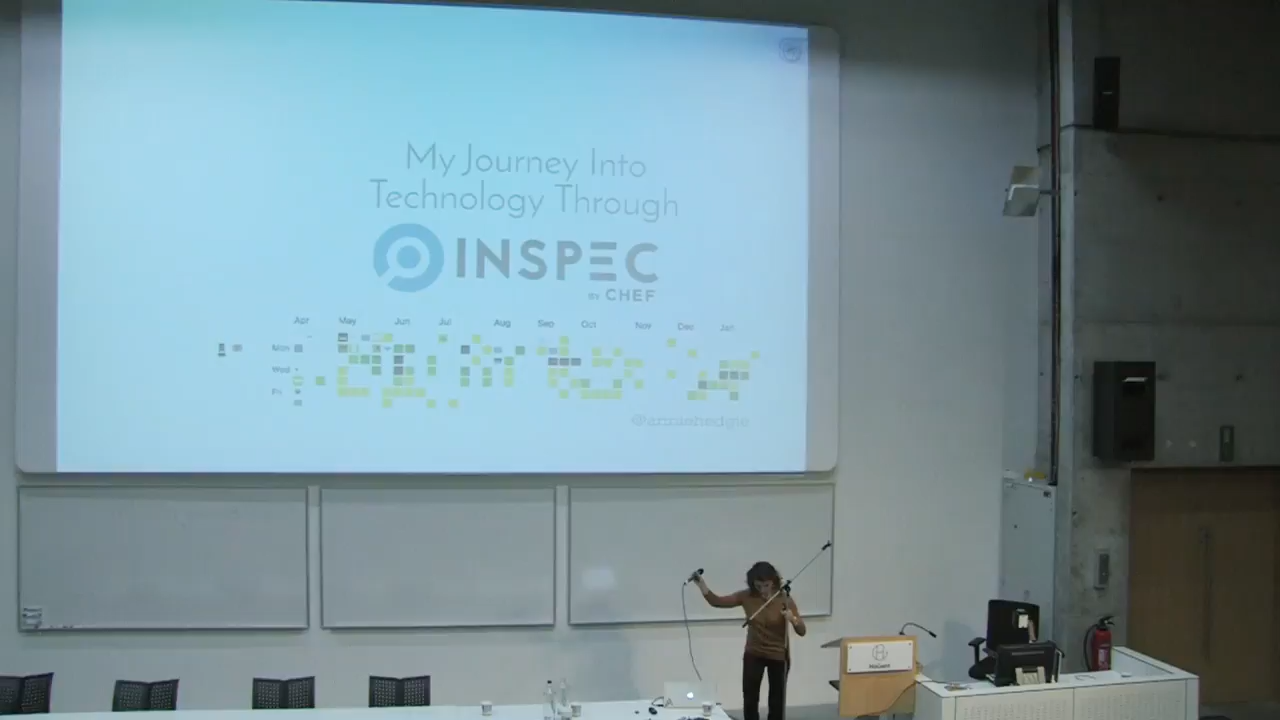 My Journey Into
Technology Through
INSPEC
BY CHEF
Apr May Jun Jul Aug Sep Oct Nov Dec Jan
Mon
Wed
Fri